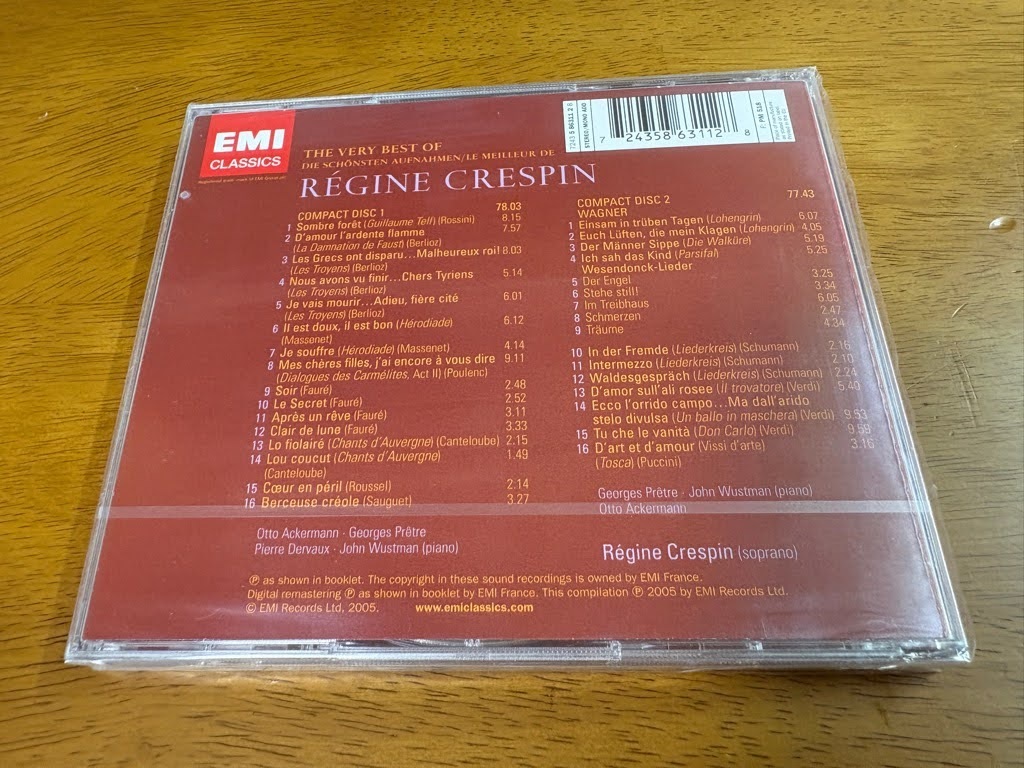 EMI
CLASSICS
THE VERY BEST OF
DIE SCHÖNSTEN AUFNAHMEN/LE MEILLEUR DE
RÉGINE CRESPIN
7243 5 86311 2 8
STEREO/MONO ADD
7 24358 63112 8
P: PM 518
COMPACT DISC 1 78.03
1 Sombre forêt (Guillaume Tell) (Rossini) 8.15
2 D'amour l'ardente flamme 7.57
(La Damnation de Faust) (Berlioz)
3 Les Grecs ont disparu...Malheureux roi! 8.03
(Les Troyens) (Berlioz)
4 Nous avons vu finir...Chers Tyriens 5.14
(Les Troyens) (Berlioz)
5 Je vais mourir...Adieu, fière cité 6.01
(Les Troyens) (Berlioz)
6 Il est doux, il est bon (Hérodiade) 6.12
(Massenet)
7 Je souffre (Hérodiade) (Massenet) 4.14
8 Mes chères filles, j'ai encore à vous dire 9.11
(Dialogues des Carmélites, Act II) (Poulenc)
9 Soir (Fauré) 2.48
10 Le Secret (Fauré) 2.52
11 Après un rêve (Fauré) 3.11
12 Clair de lune (Fauré) 3.33
13 Lo fiolairé (Chants d'Auvergne) (Canteloube) 2.15
14 Lou coucut (Chants d'Auvergne) 1.49
(Canteloube)
15 Cœur en péril (Roussel) 2.14
16 Berceuse créole (Sauguet) 3.27
Otto Ackermann · Georges Prêtre
Pierre Dervaux · John Wustman (piano)
COMPACT DISC 2 77.43
WAGNER
1 Einsam in trüben Tagen (Lohengrin) 6.07
2 Euch Lüften, die mein Klagen (Lohengrin) 4.05
3 Der Männer Sippe (Die Walküre) 5.19
4 Ich sah das Kind (Parsifal) 5.25
Wesendonck-Lieder
5 Der Engel 3.25
6 Stehe still! 3.34
7 Im Treibhaus 6.05
8 Schmerzen 2.47
9 Träume 4.34
10 In der Fremde (Liederkreis) (Schumann) 2.16
11 Intermezzo (Liederkreis) (Schumann) 2.10
12 Waldesgespräch (Liederkreis) (Schumann) 2.24
13 D'amor sull'ali rosee (Il trovatore) (Verdi) 5.40
14 Ecco l'orrido campo...Ma dall'arido
stelo divulsa (Un ballo in maschera) (Verdi) 9.53
15 Tu che le vanità (Don Carlo) (Verdi) 9.59
16 D'art et d'amour (Vissi d'arte) 3.16
(Tosca) (Puccini)
Georges Prêtre · John Wustman (piano)
Otto Ackermann
Régine Crespin (soprano)
℗ as shown in booklet. The copyright in these sound recordings is owned by EMI France.
Digital remastering ℗ as shown in booklet by EMI France. This compilation ℗ 2005 by EMI Records Ltd.
© EMI Records Ltd, 2005. www.emiclassics.com